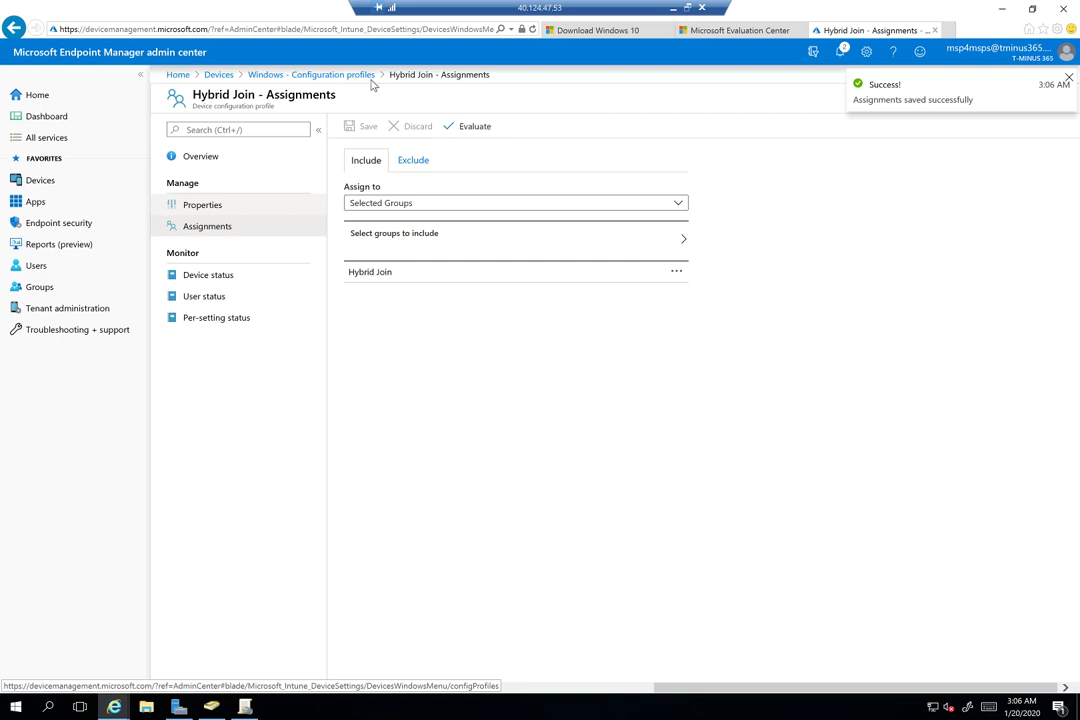 40.124.47.53
https://devicemanagement.microsoft.com/?ref=AdminCenter#blade/Microsoft_Intune_DeviceSettings/DevicesWindowsMe
Download Windows 10
Microsoft Evaluation Center
Hybrid Join - Assignments - ...
Microsoft Endpoint Manager admin center
2
msp4msps@tminus365....
T-MINUS 365
Home
Dashboard
All services
FAVORITES
Devices
Apps
Endpoint security
Reports (preview)
Users
Groups
Tenant administration
Troubleshooting + support
Home > Devices > Windows - Configuration profiles > Hybrid Join - Assignments
Hybrid Join - Assignments
Device configuration profile
Search (Ctrl+/)
Overview
Manage
Properties
Assignments
Monitor
Device status
User status
Per-setting status
Save
Discard
Evaluate
Include
Exclude
Assign to
Selected Groups
Select groups to include
Hybrid Join
Success!
3:06 AM
Assignments saved successfully
https://devicemanagement.microsoft.com/?ref=AdminCenter#blade/Microsoft_Intune_DeviceSettings/DevicesWindowsMenu/configProfiles
3:06 AM
1/20/2020
1